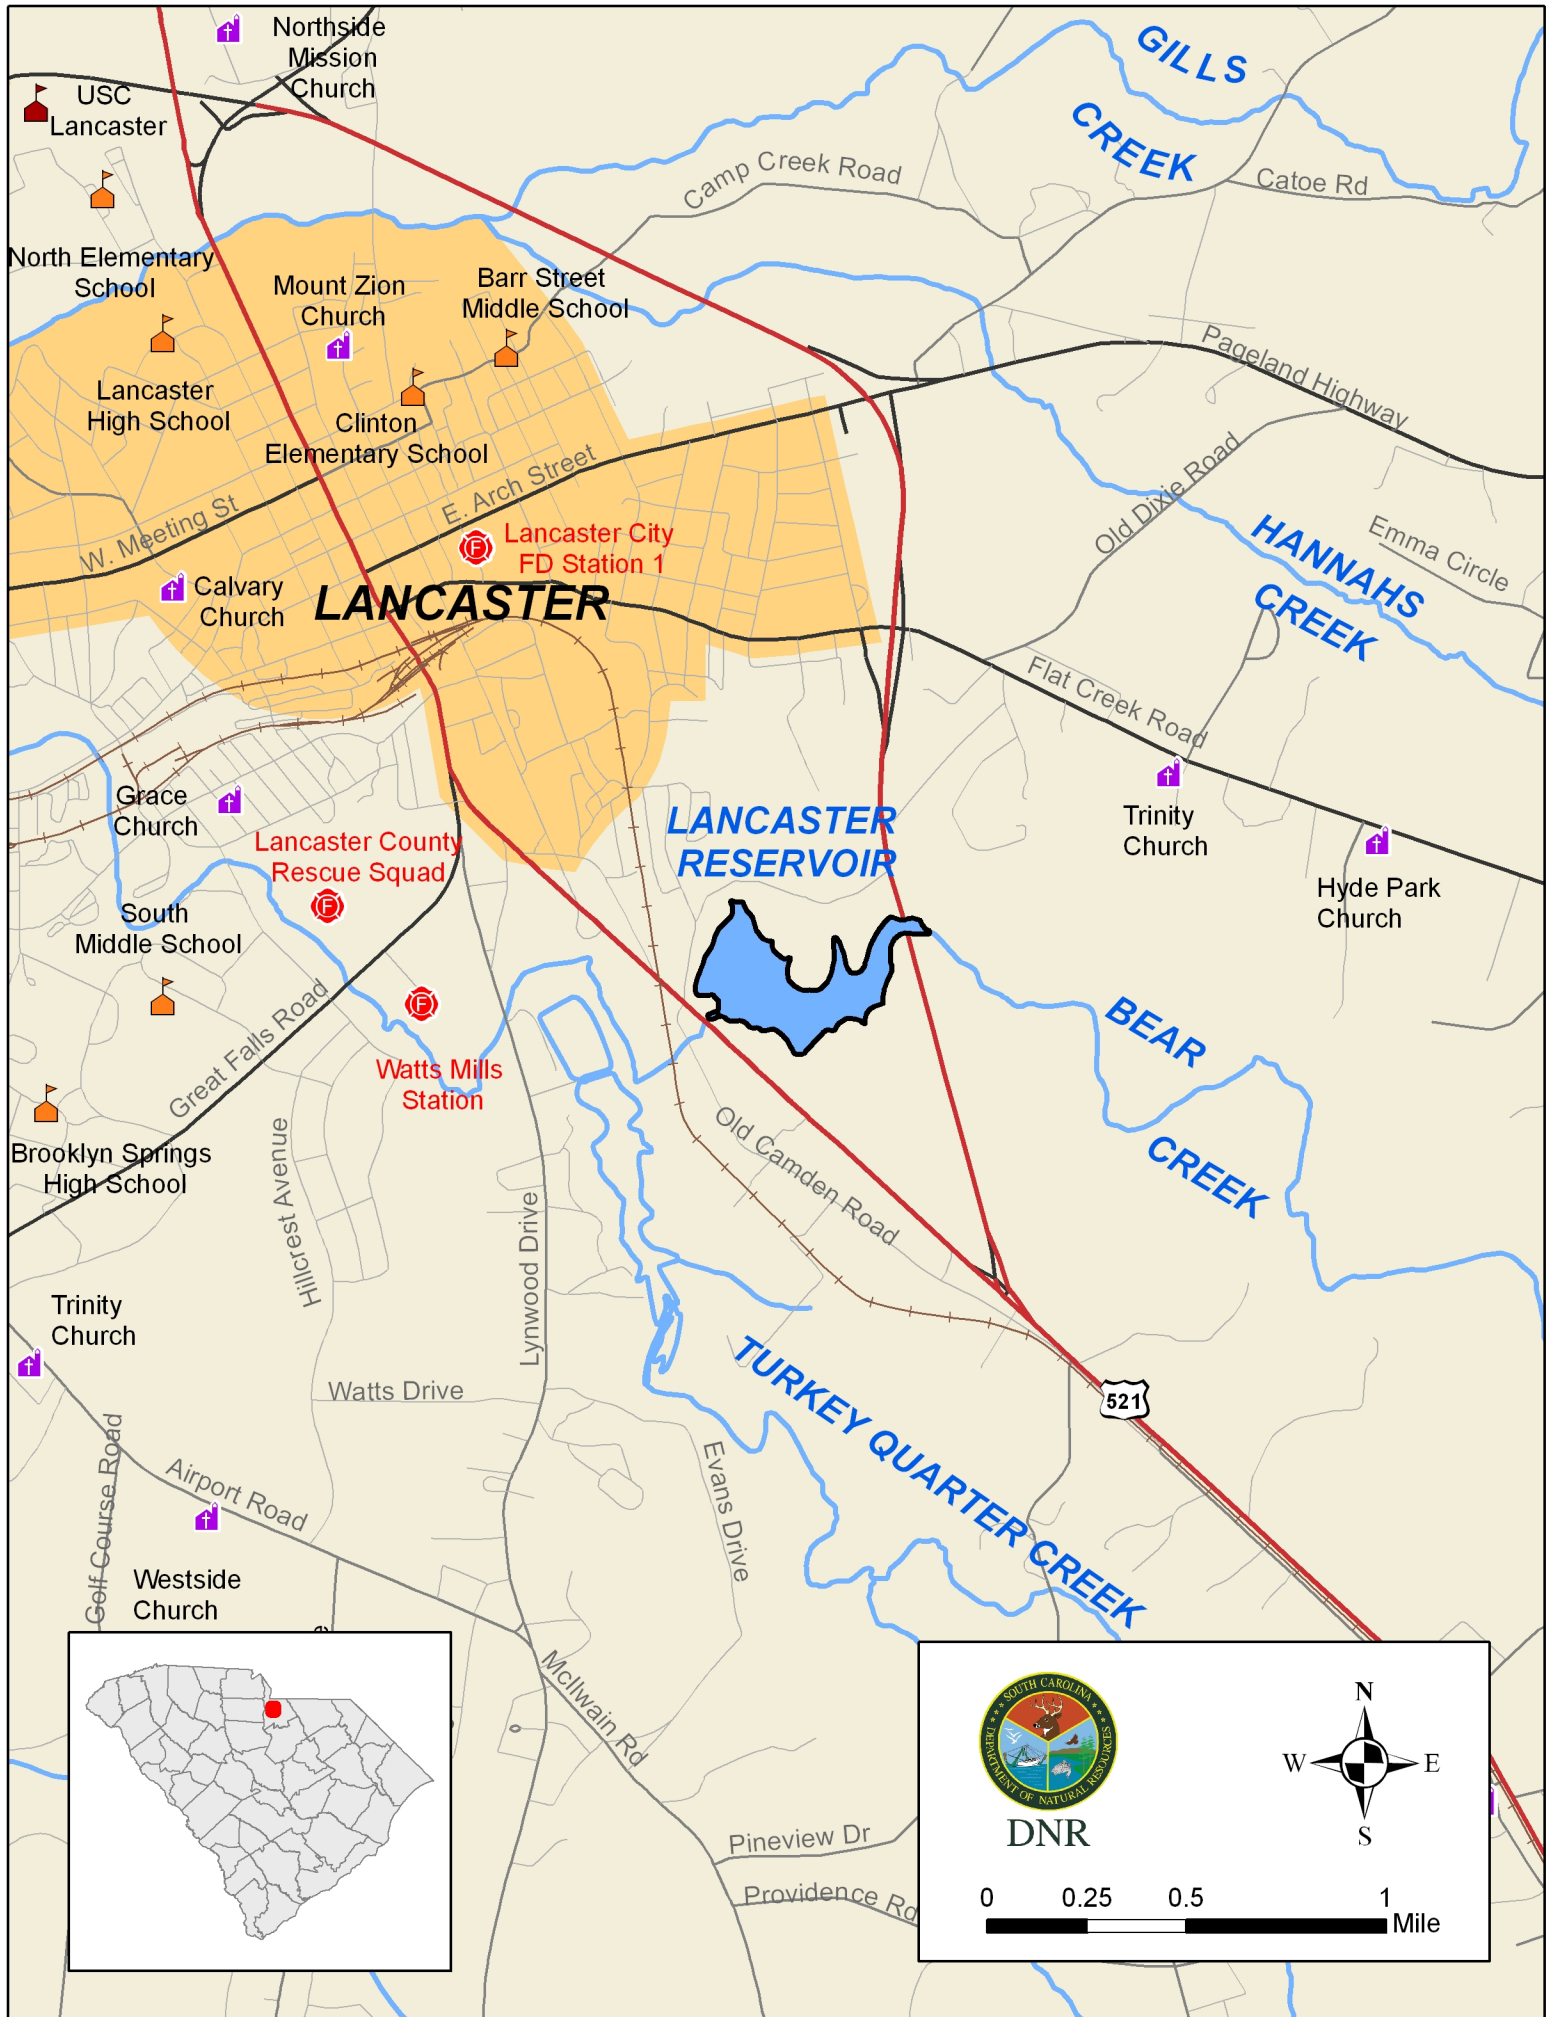 GILLS
CREEK
Northside
Mission
Church
USC
Lancaster
Camp Creek Road
Catoe Rd
North Elementary
School
Mount Zion
Church
Barr Street
Middle School
Lancaster
High School
Clinton
Elementary School
Pageland Highway
W. Meeting St
E. Arch Street
Old Dixie Road
Lancaster City
FD Station 1
F
HANNAHS
CREEK
Emma Circle
Calvary
Church
LANCASTER
Flat Creek Road
Grace
Church
LANCASTER
RESERVOIR
Trinity
Church
Lancaster County
Rescue Squad
F
Hyde Park
Church
South
Middle School
Great Falls Road
F
Watts Mills
Station
BEAR
CREEK
Brooklyn Springs
High School
Hillcrest Avenue
Lynwood Drive
Old Camden Road
Trinity
Church
Watts Drive
TURKEY QUARTER CREEK
521
Golf Course Road
Airport Road
Evans Drive
Westside
Church
McIlwain Rd
Pineview Dr
Providence Rd
SOUTH CAROLINA
DEPARTMENT OF NATURAL RESOURCES
DNR
N
W E
S
0 0.25 0.5 1
Mile